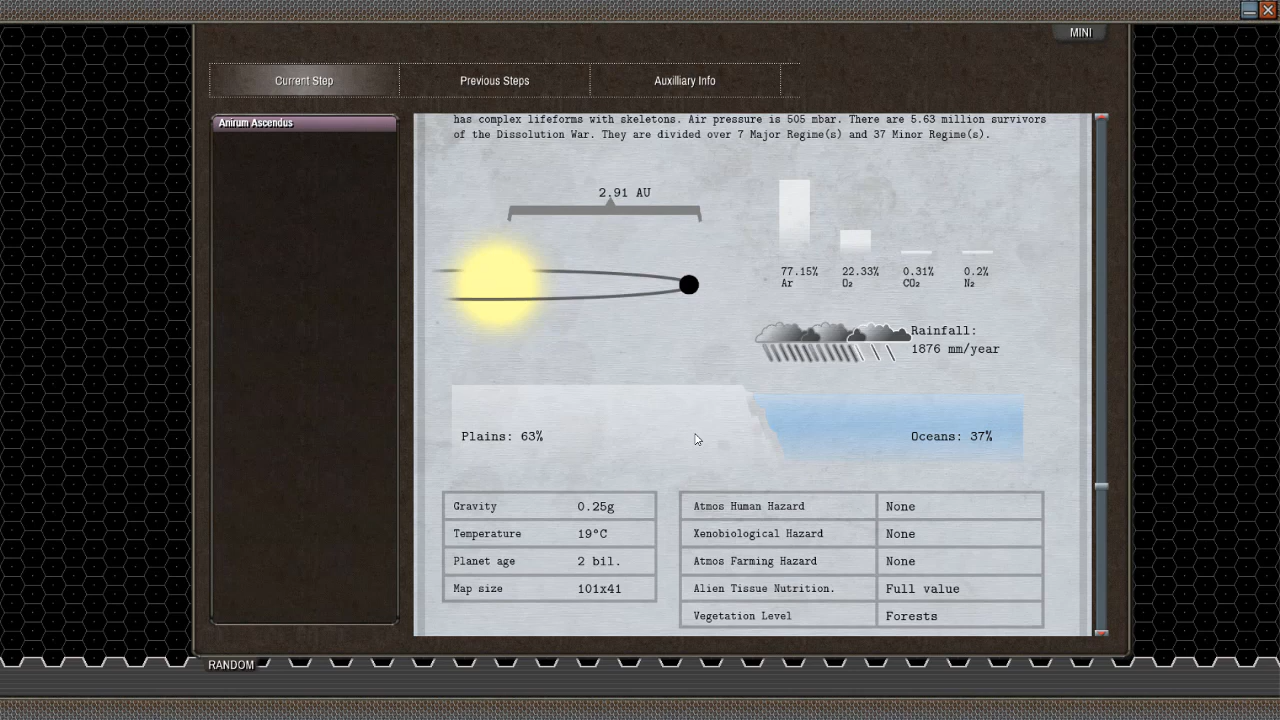 MINI
Current Step
Previous Steps
Auxilliary Info
Anirum Ascendus
has complex lifeforms with skeletons. Air pressure is 505 mbar. There are 5.63 million survivors
of the Dissolution War. They are divided over 7 Major Regime(s) and 37 Minor Regime(s).
2.91 AU
77.15% 22.33% 0.31% 0.2%
Ar O₂ CO₂ N₂
Rainfall:
1876 mm/year
Plains: 63%
Oceans: 37%
Gravity 0.25g
Temperature 19°C
Planet age 2 bil.
Map size 101x41
Atmos Human Hazard None
Xenobiological Hazard None
Atmos Farming Hazard None
Alien Tissue Nutrition. Full value
Vegetation Level Forests
RANDOM